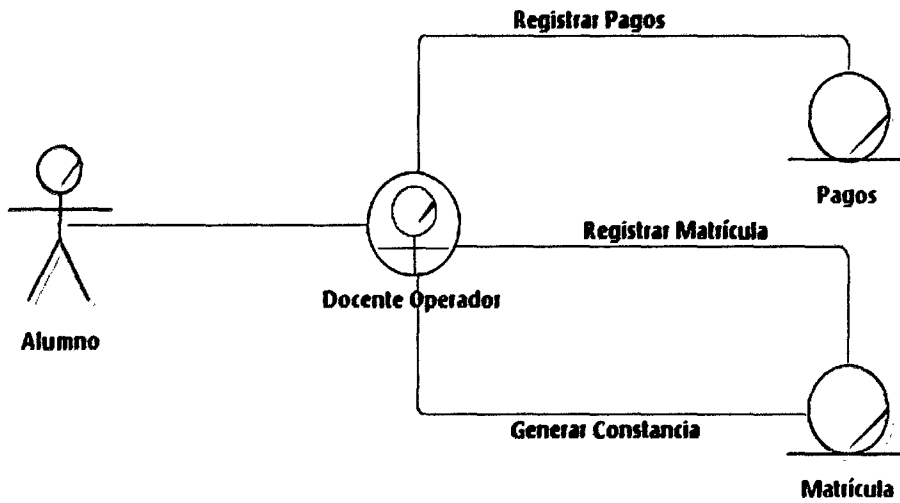 Registrar Pagos
Pagos
Registrar Matrícula
Docente Operador
Alumno
Generar Constancia
Matrícula